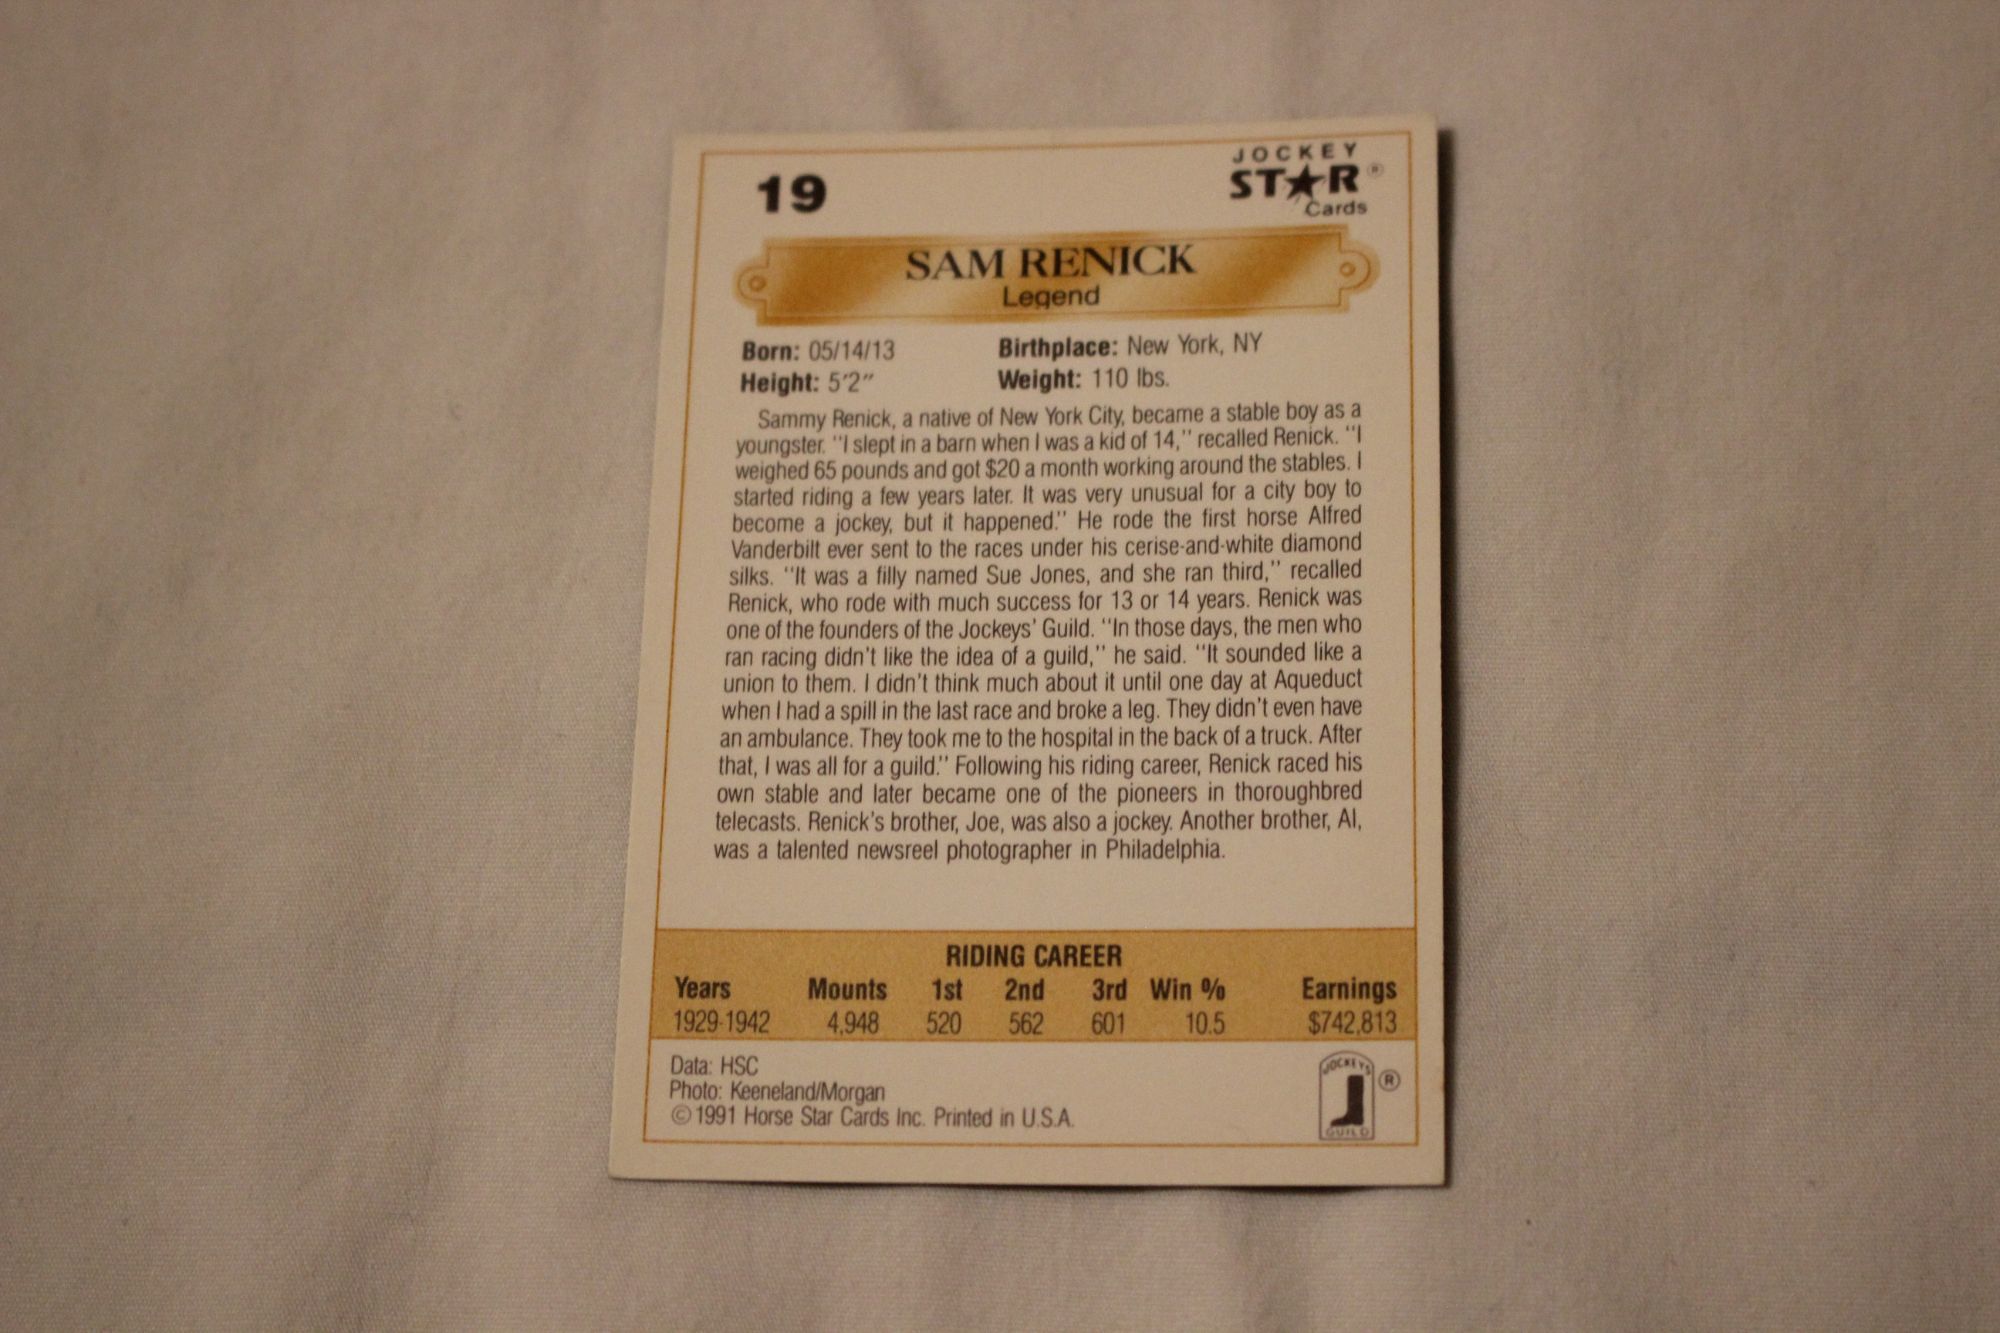 19
JOCKEY
ST★R ®
Cards
SAM RENICK
Legend
Born: 05/14/13 Birthplace: New York, NY
Height: 5'2" Weight: 110 lbs.
Sammy Renick, a native of New York City, became a stable boy as a
youngster. "I slept in a barn when I was a kid of 14," recalled Renick. "I
weighed 65 pounds and got $20 a month working around the stables. I
started riding a few years later. It was very unusual for a city boy to
become a jockey, but it happened." He rode the first horse Alfred
Vanderbilt ever sent to the races under his cerise-and-white diamond
silks. "It was a filly named Sue Jones, and she ran third," recalled
Renick, who rode with much success for 13 or 14 years. Renick was
one of the founders of the Jockeys' Guild. "In those days, the men who
ran racing didn't like the idea of a guild," he said. "It sounded like a
union to them. I didn't think much about it until one day at Aqueduct
when I had a spill in the last race and broke a leg. They didn't even have
an ambulance. They took me to the hospital in the back of a truck. After
that, I was all for a guild." Following his riding career, Renick raced his
own stable and later became one of the pioneers in thoroughbred
telecasts. Renick's brother, Joe, was also a jockey. Another brother, Al,
was a talented newsreel photographer in Philadelphia.
RIDING CAREER
Years Mounts 1st 2nd 3rd Win % Earnings
1929-1942 4,948 520 562 601 10.5 $742,813
Data: HSC
Photo: Keeneland/Morgan
© 1991 Horse Star Cards Inc. Printed in U.S.A.
JOCKEYS
GUILD ®